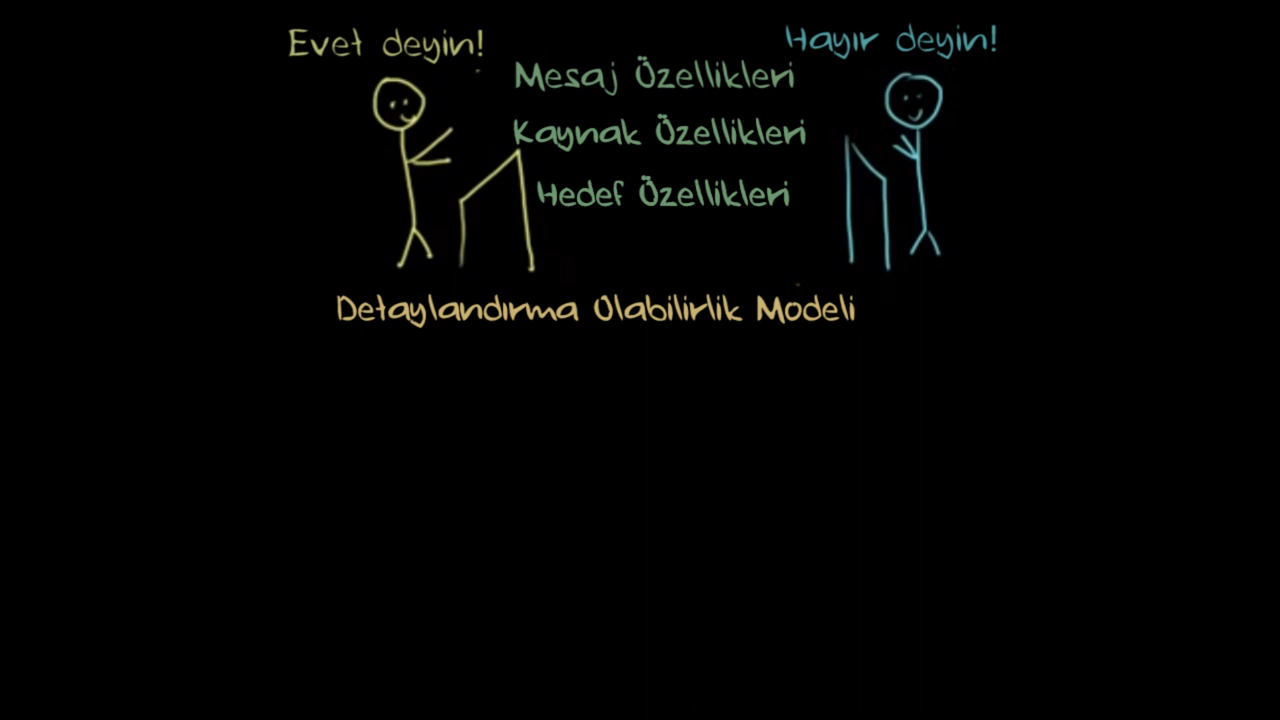 Evet deyin!
Hayır deyin!
Mesaj Özellikleri
Kaynak Özellikleri
Hedef Özellikleri
Detaylandırma Olabilirlik Modeli